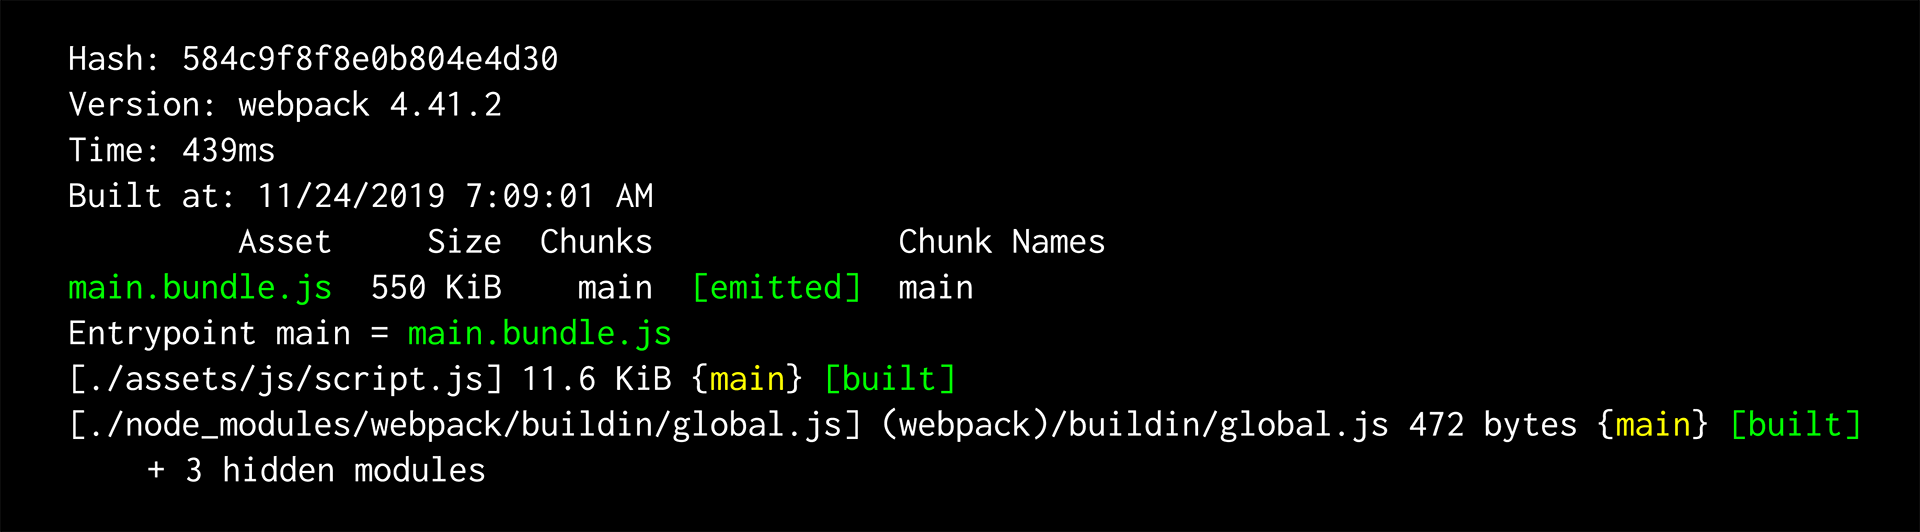 Hash: 584c9f8f8e0b804e4d30
Version: webpack 4.41.2
Time: 439ms
Built at: 11/24/2019 7:09:01 AM
Asset Size Chunks Chunk Names
main.bundle.js 550 KiB main [emitted] main
Entrypoint main = main.bundle.js
[./assets/js/script.js] 11.6 KiB {main} [built]
[./node_modules/webpack/buildin/global.js] (webpack)/buildin/global.js 472 bytes {main} [built]
+ 3 hidden modules